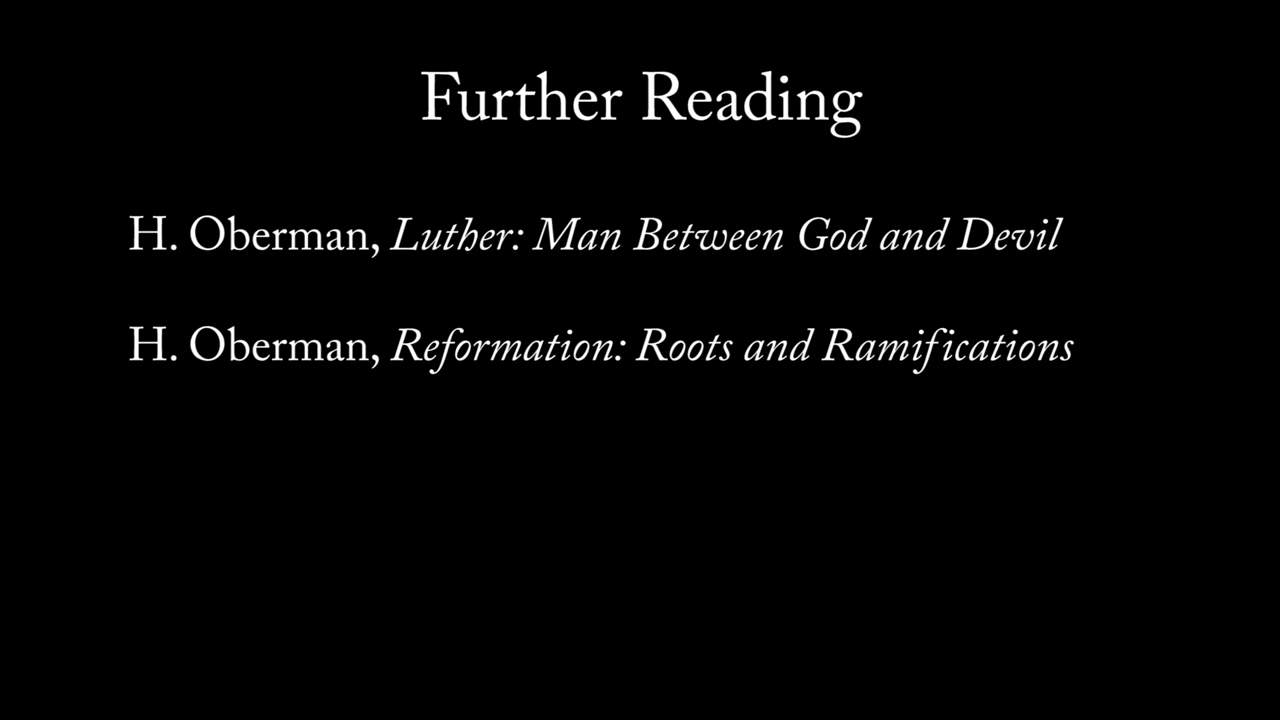 Further Reading
H. Oberman, Luther: Man Between God and Devil
H. Oberman, Reformation: Roots and Ramifications